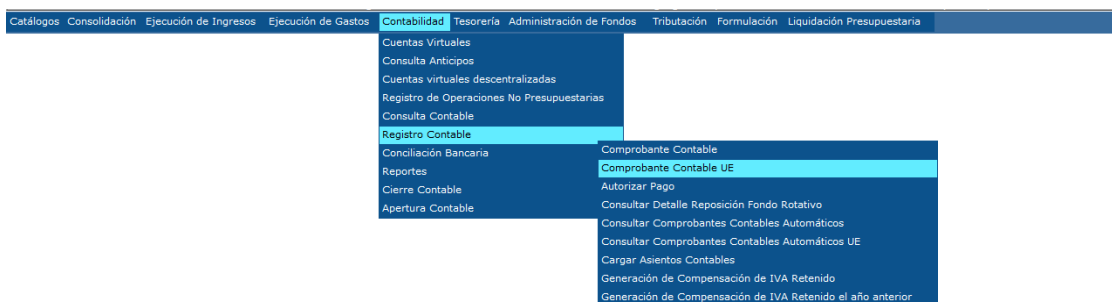 Catálogos Consolidación Ejecución de Ingresos Ejecución de Gastos Contabilidad Tesorería Administración de Fondos Tributación Formulación Liquidación Presupuestaria
Cuentas Virtuales
Consulta Anticipos
Cuentas virtuales descentralizadas
Registro de Operaciones No Presupuestarias
Consulta Contable
Registro Contable
Conciliación Bancaria
Reportes
Cierre Contable
Apertura Contable
Comprobante Contable
Comprobante Contable UE
Autorizar Pago
Consultar Detalle Reposición Fondo Rotativo
Consultar Comprobantes Contables Automáticos
Consultar Comprobantes Contables Automáticos UE
Cargar Asientos Contables
Generación de Compensación de IVA Retenido
Generación de Compensación de IVA Retenido el año anterior